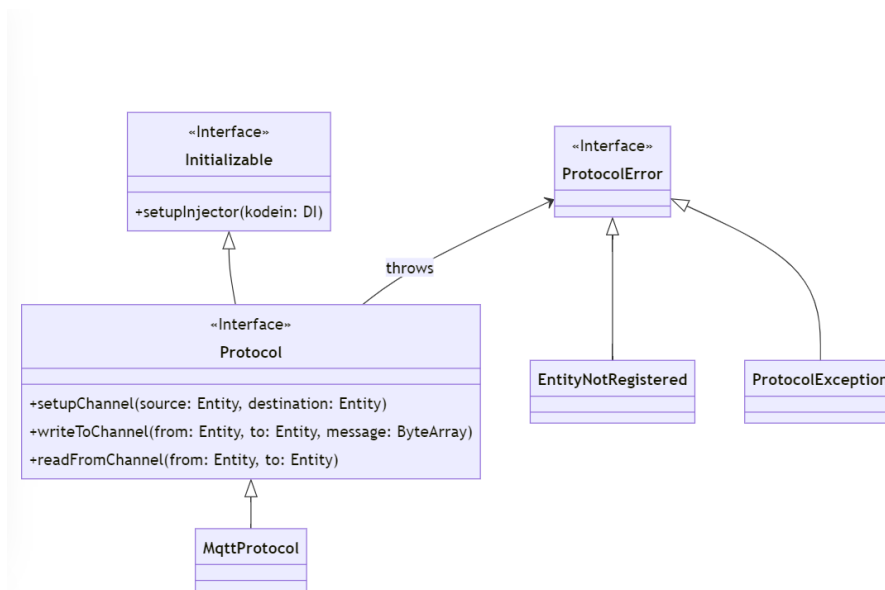 «Interface»
Initializable
+setupInjector(kodein: DI)
«Interface»
ProtocolError
throws
«Interface»
Protocol
+setupChannel(source: Entity, destination: Entity)
+writeToChannel(from: Entity, to: Entity, message: ByteArray)
+readFromChannel(from: Entity, to: Entity)
EntityNotRegistered
ProtocolException
MqttProtocol